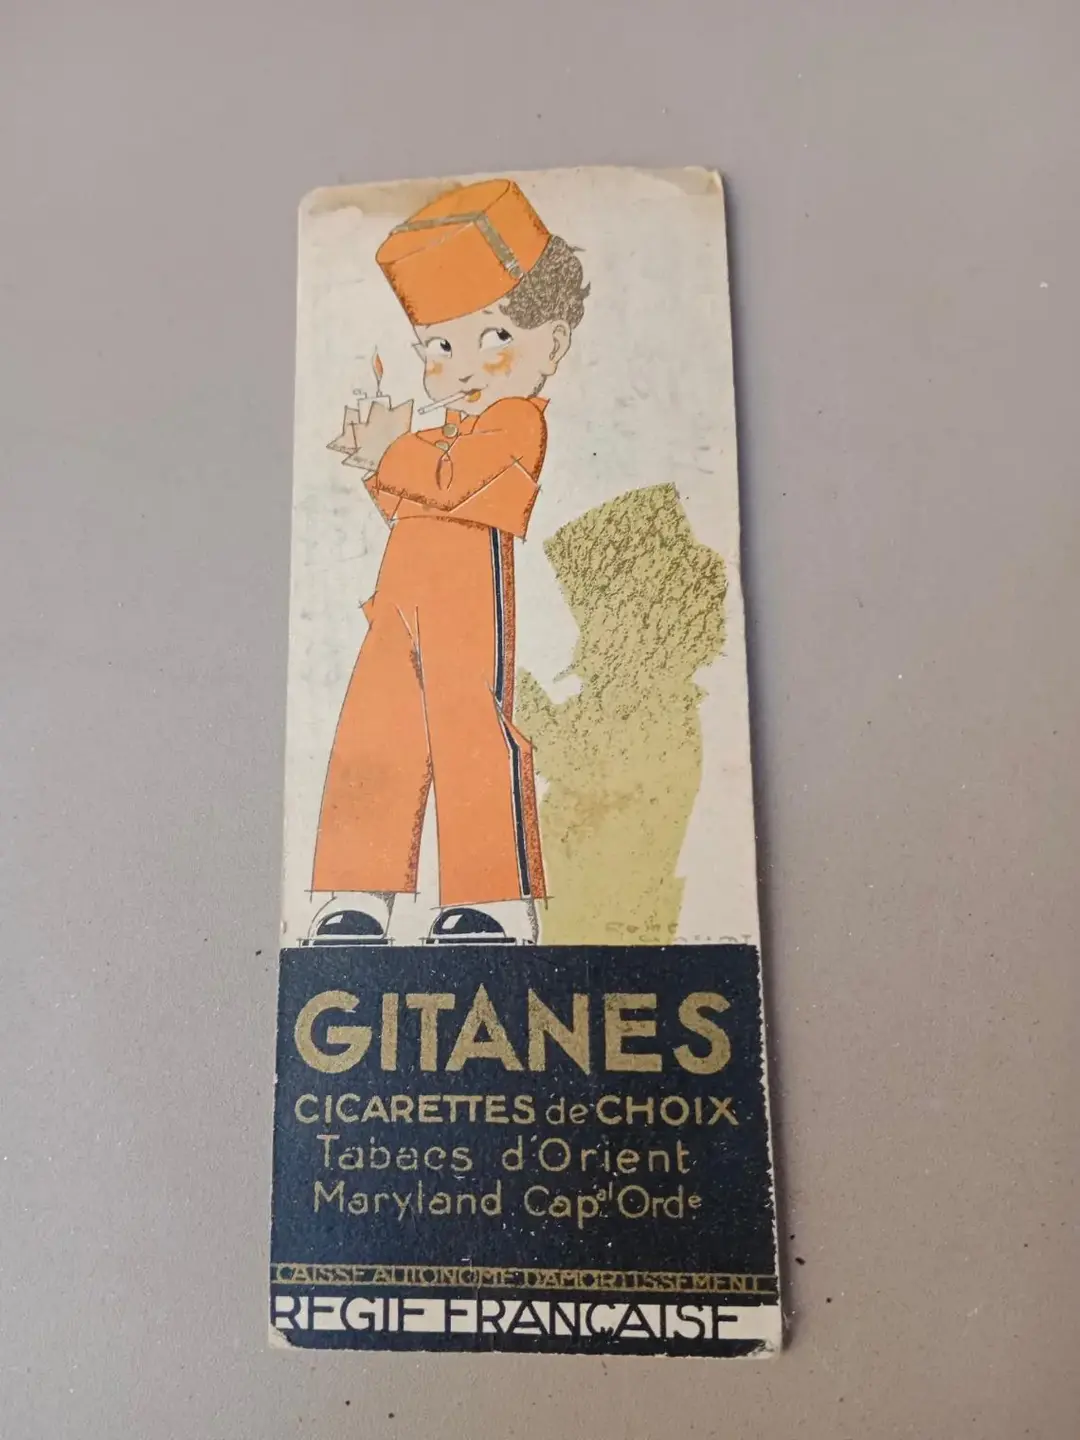 GITANES
CIGARETTES de CHOIX
Tabacs d'Orient
Maryland Capal Orde
CAISSE AUTONOME D'AMORTISSEMENT
REGIE FRANÇAISE